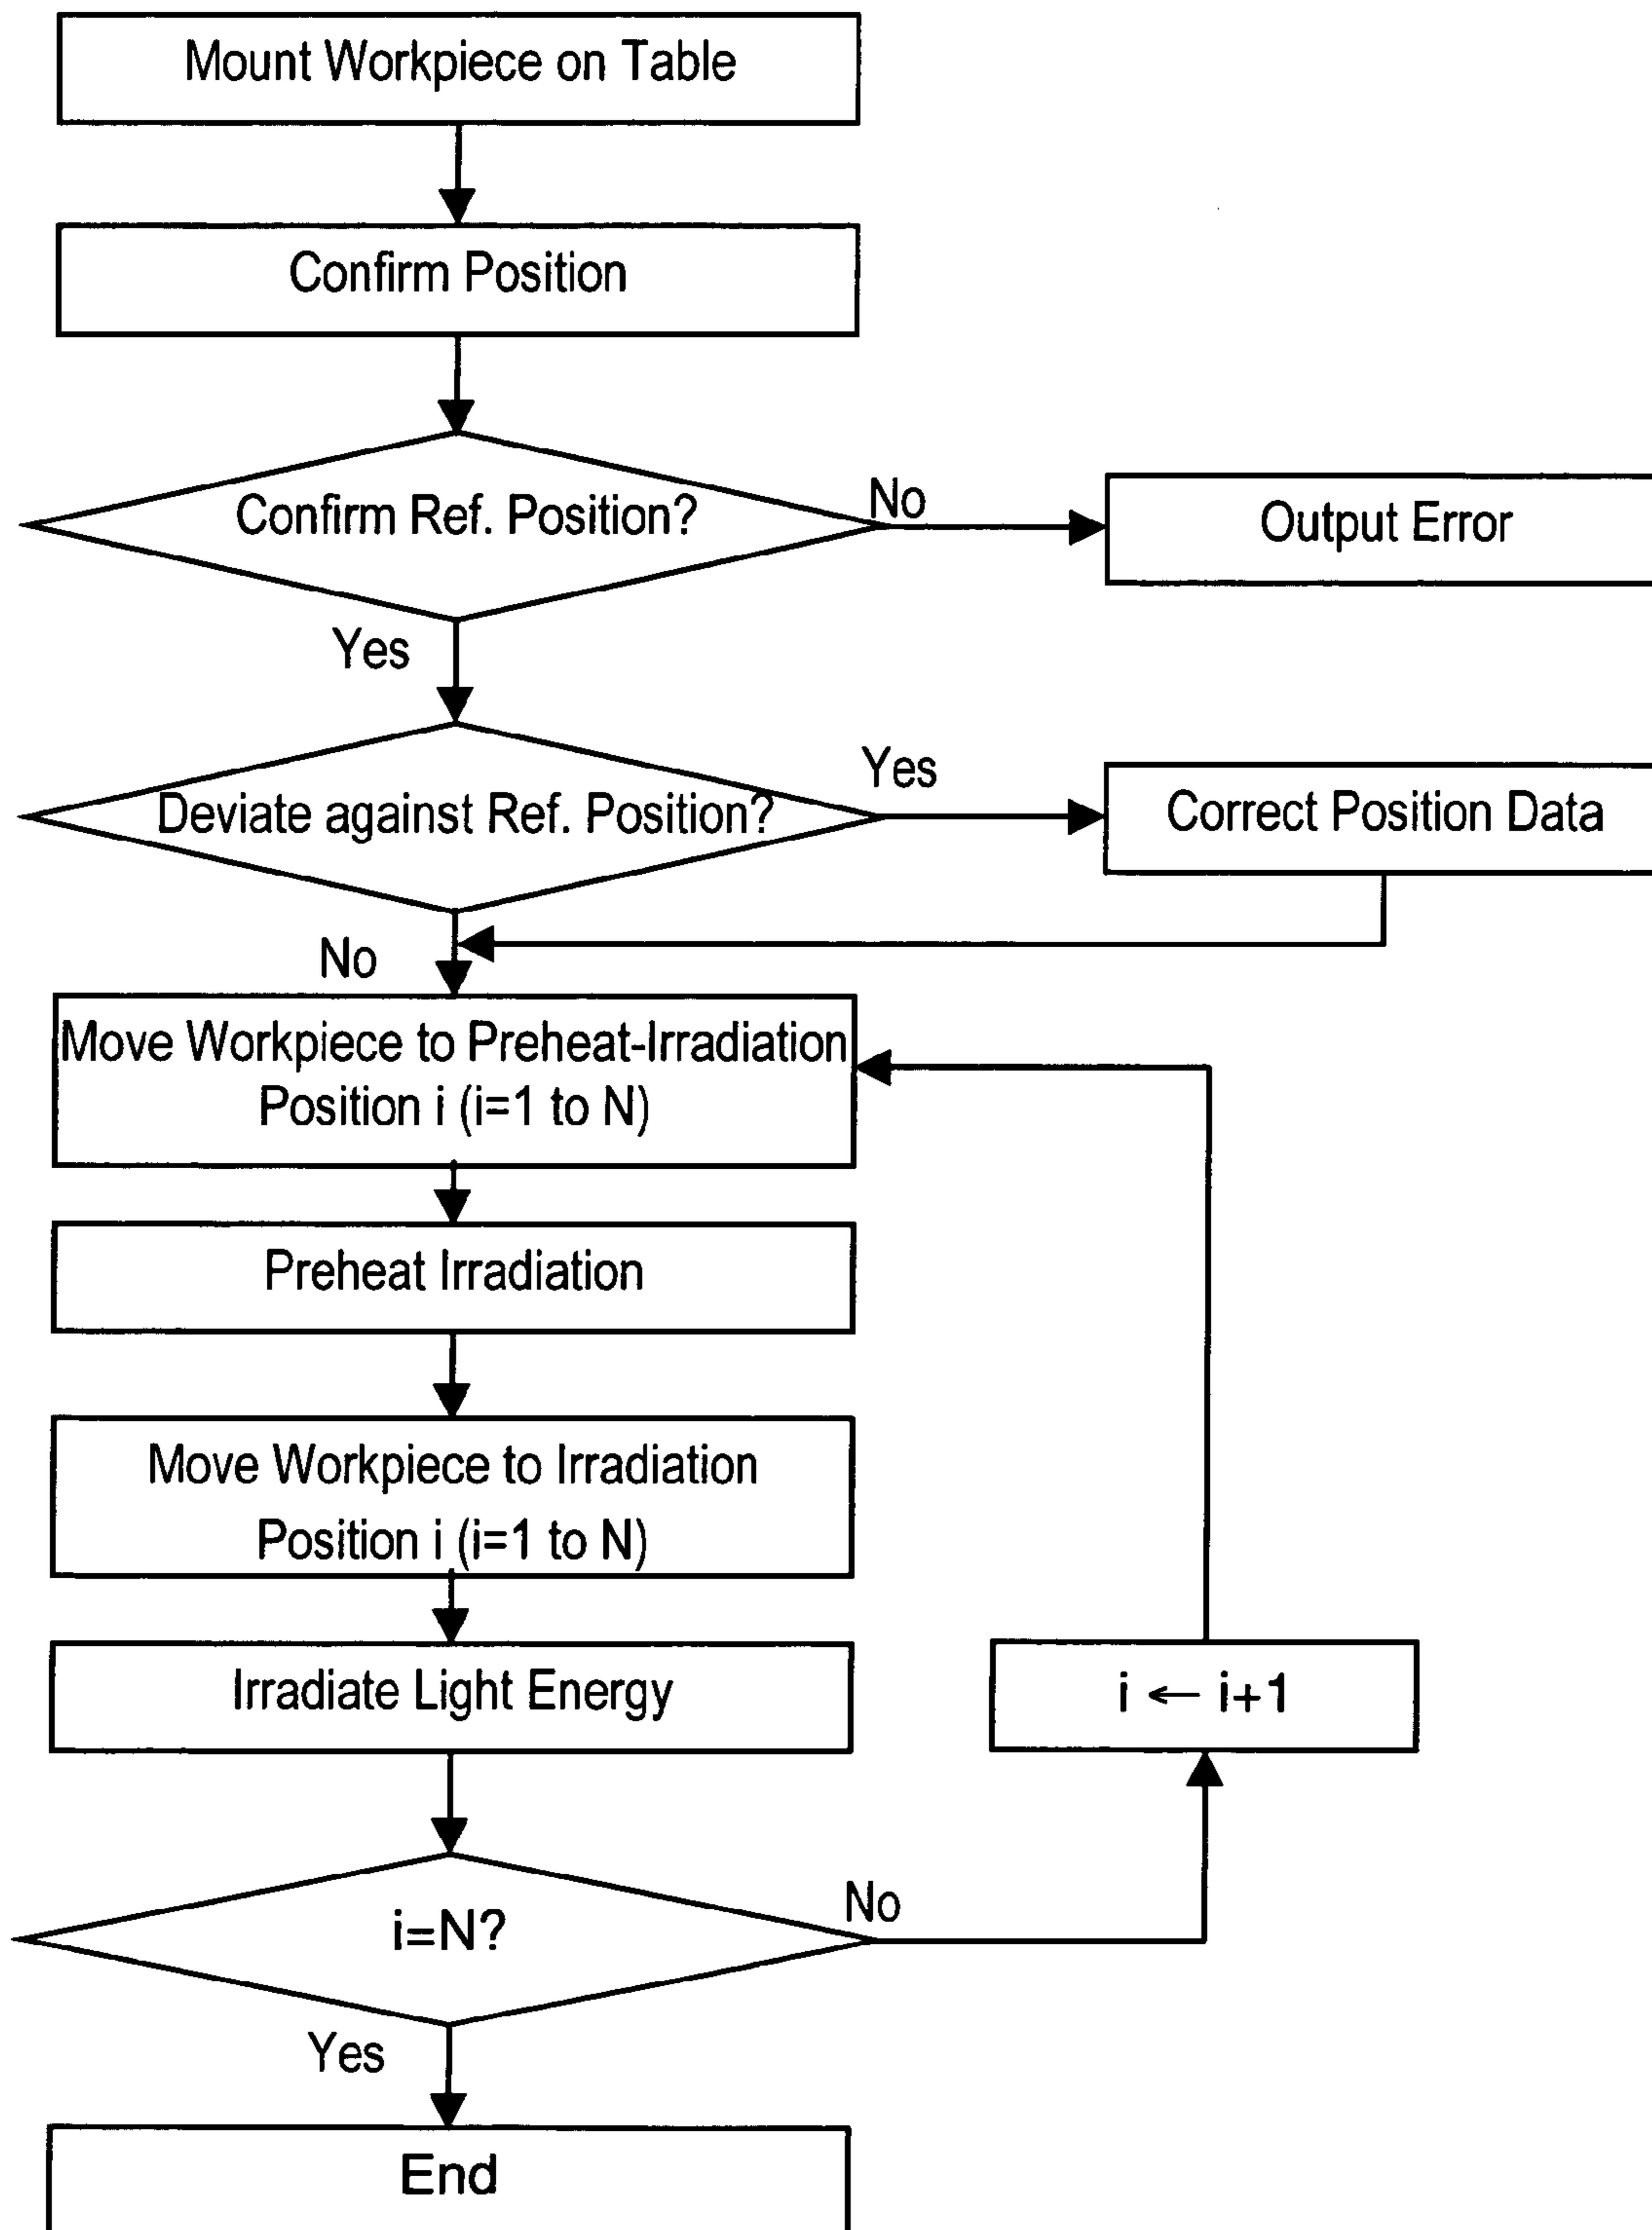 Mount Workpiece on Table
Confirm Position
Confirm Ref. Position?
No
Output Error
Yes
Deviate against Ref. Position?
Yes
Correct Position Data
No
Move Workpiece to Preheat-Irradiation
Position i (i=1 to N)
Preheat Irradiation
Move Workpiece to Irradiation
Position i (i=1 to N)
Irradiate Light Energy
i ← i+1
i=N?
No
Yes
End